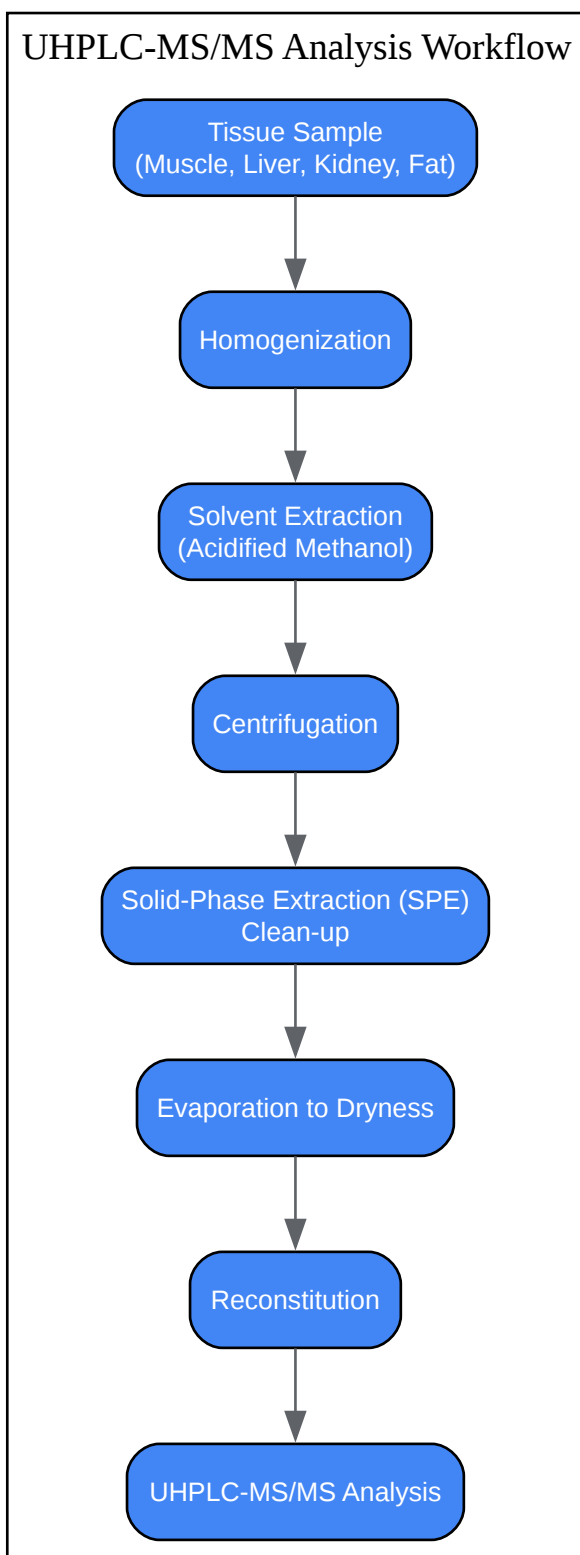 UHPLC-MS/MS Analysis Workflow
Tissue Sample
(Muscle, Liver, Kidney, Fat)
Homogenization
Solvent Extraction
(Acidified Methanol)
Centrifugation
Solid-Phase Extraction (SPE)
Clean-up
Evaporation to Dryness
Reconstitution
UHPLC-MS/MS Analysis